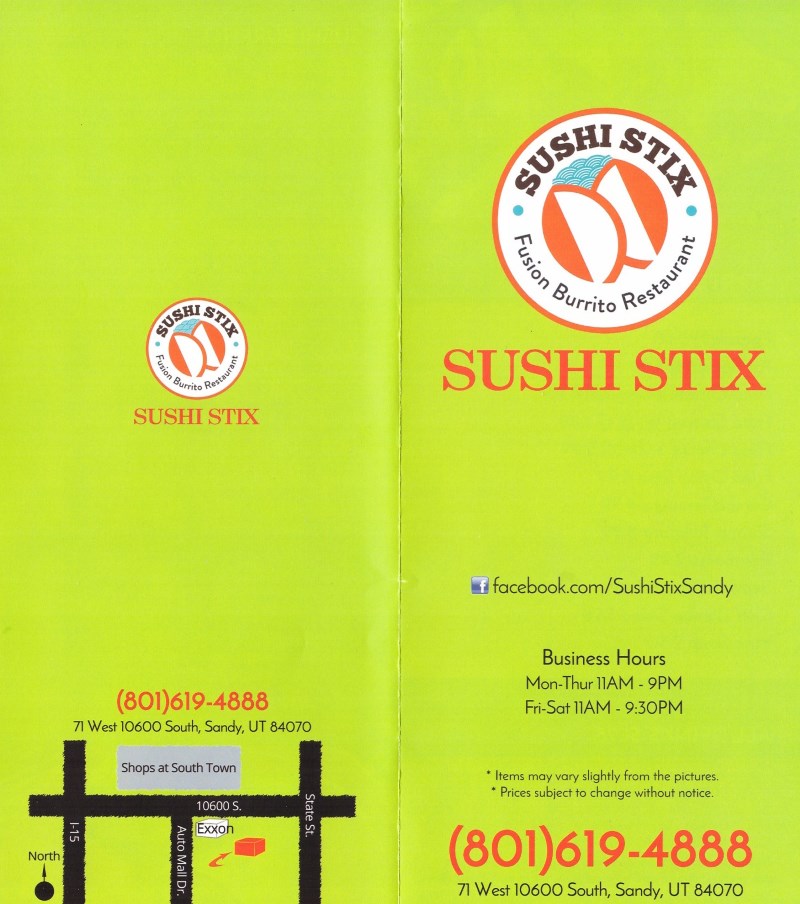 SUSHI STIX
Fusion Burrito Restaurant
SUSHI STIX
(801)619-4888
71 West 10600 South, Sandy, UT 84070
Shops at South Town
10600 S.
State St.
I-15
Auto Mall Dr.
Exxon
North
SUSHI STIX
Fusion Burrito Restaurant
SUSHI STIX
f facebook.com/SushiStixSandy
Business Hours
Mon-Thur 11AM - 9PM
Fri-Sat 11AM - 9:30PM
* Items may vary slightly from the pictures.
* Prices subject to change without notice.
(801)619-4888
71 West 10600 South, Sandy, UT 84070